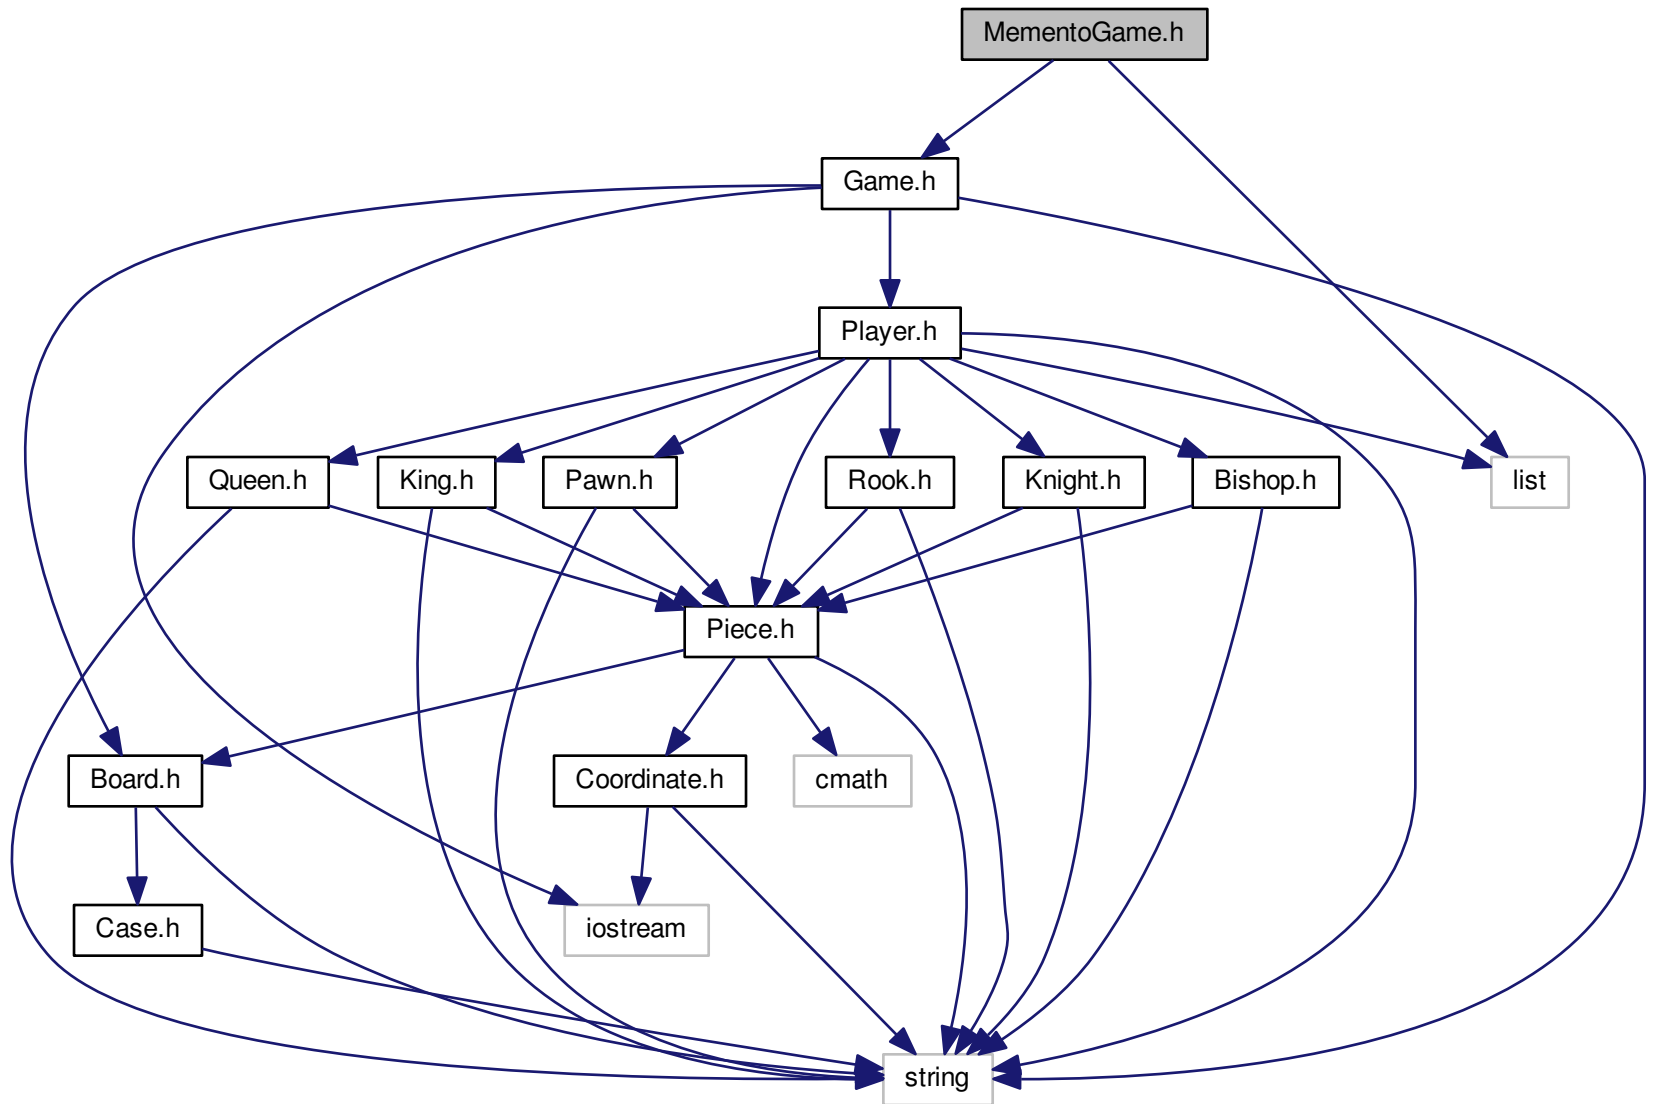 MementoGame.h
Game.h
Player.h
Queen.h
King.h
Pawn.h
Rook.h
Knight.h
Bishop.h
list
Piece.h
Board.h
Coordinate.h
cmath
Case.h
iostream
string